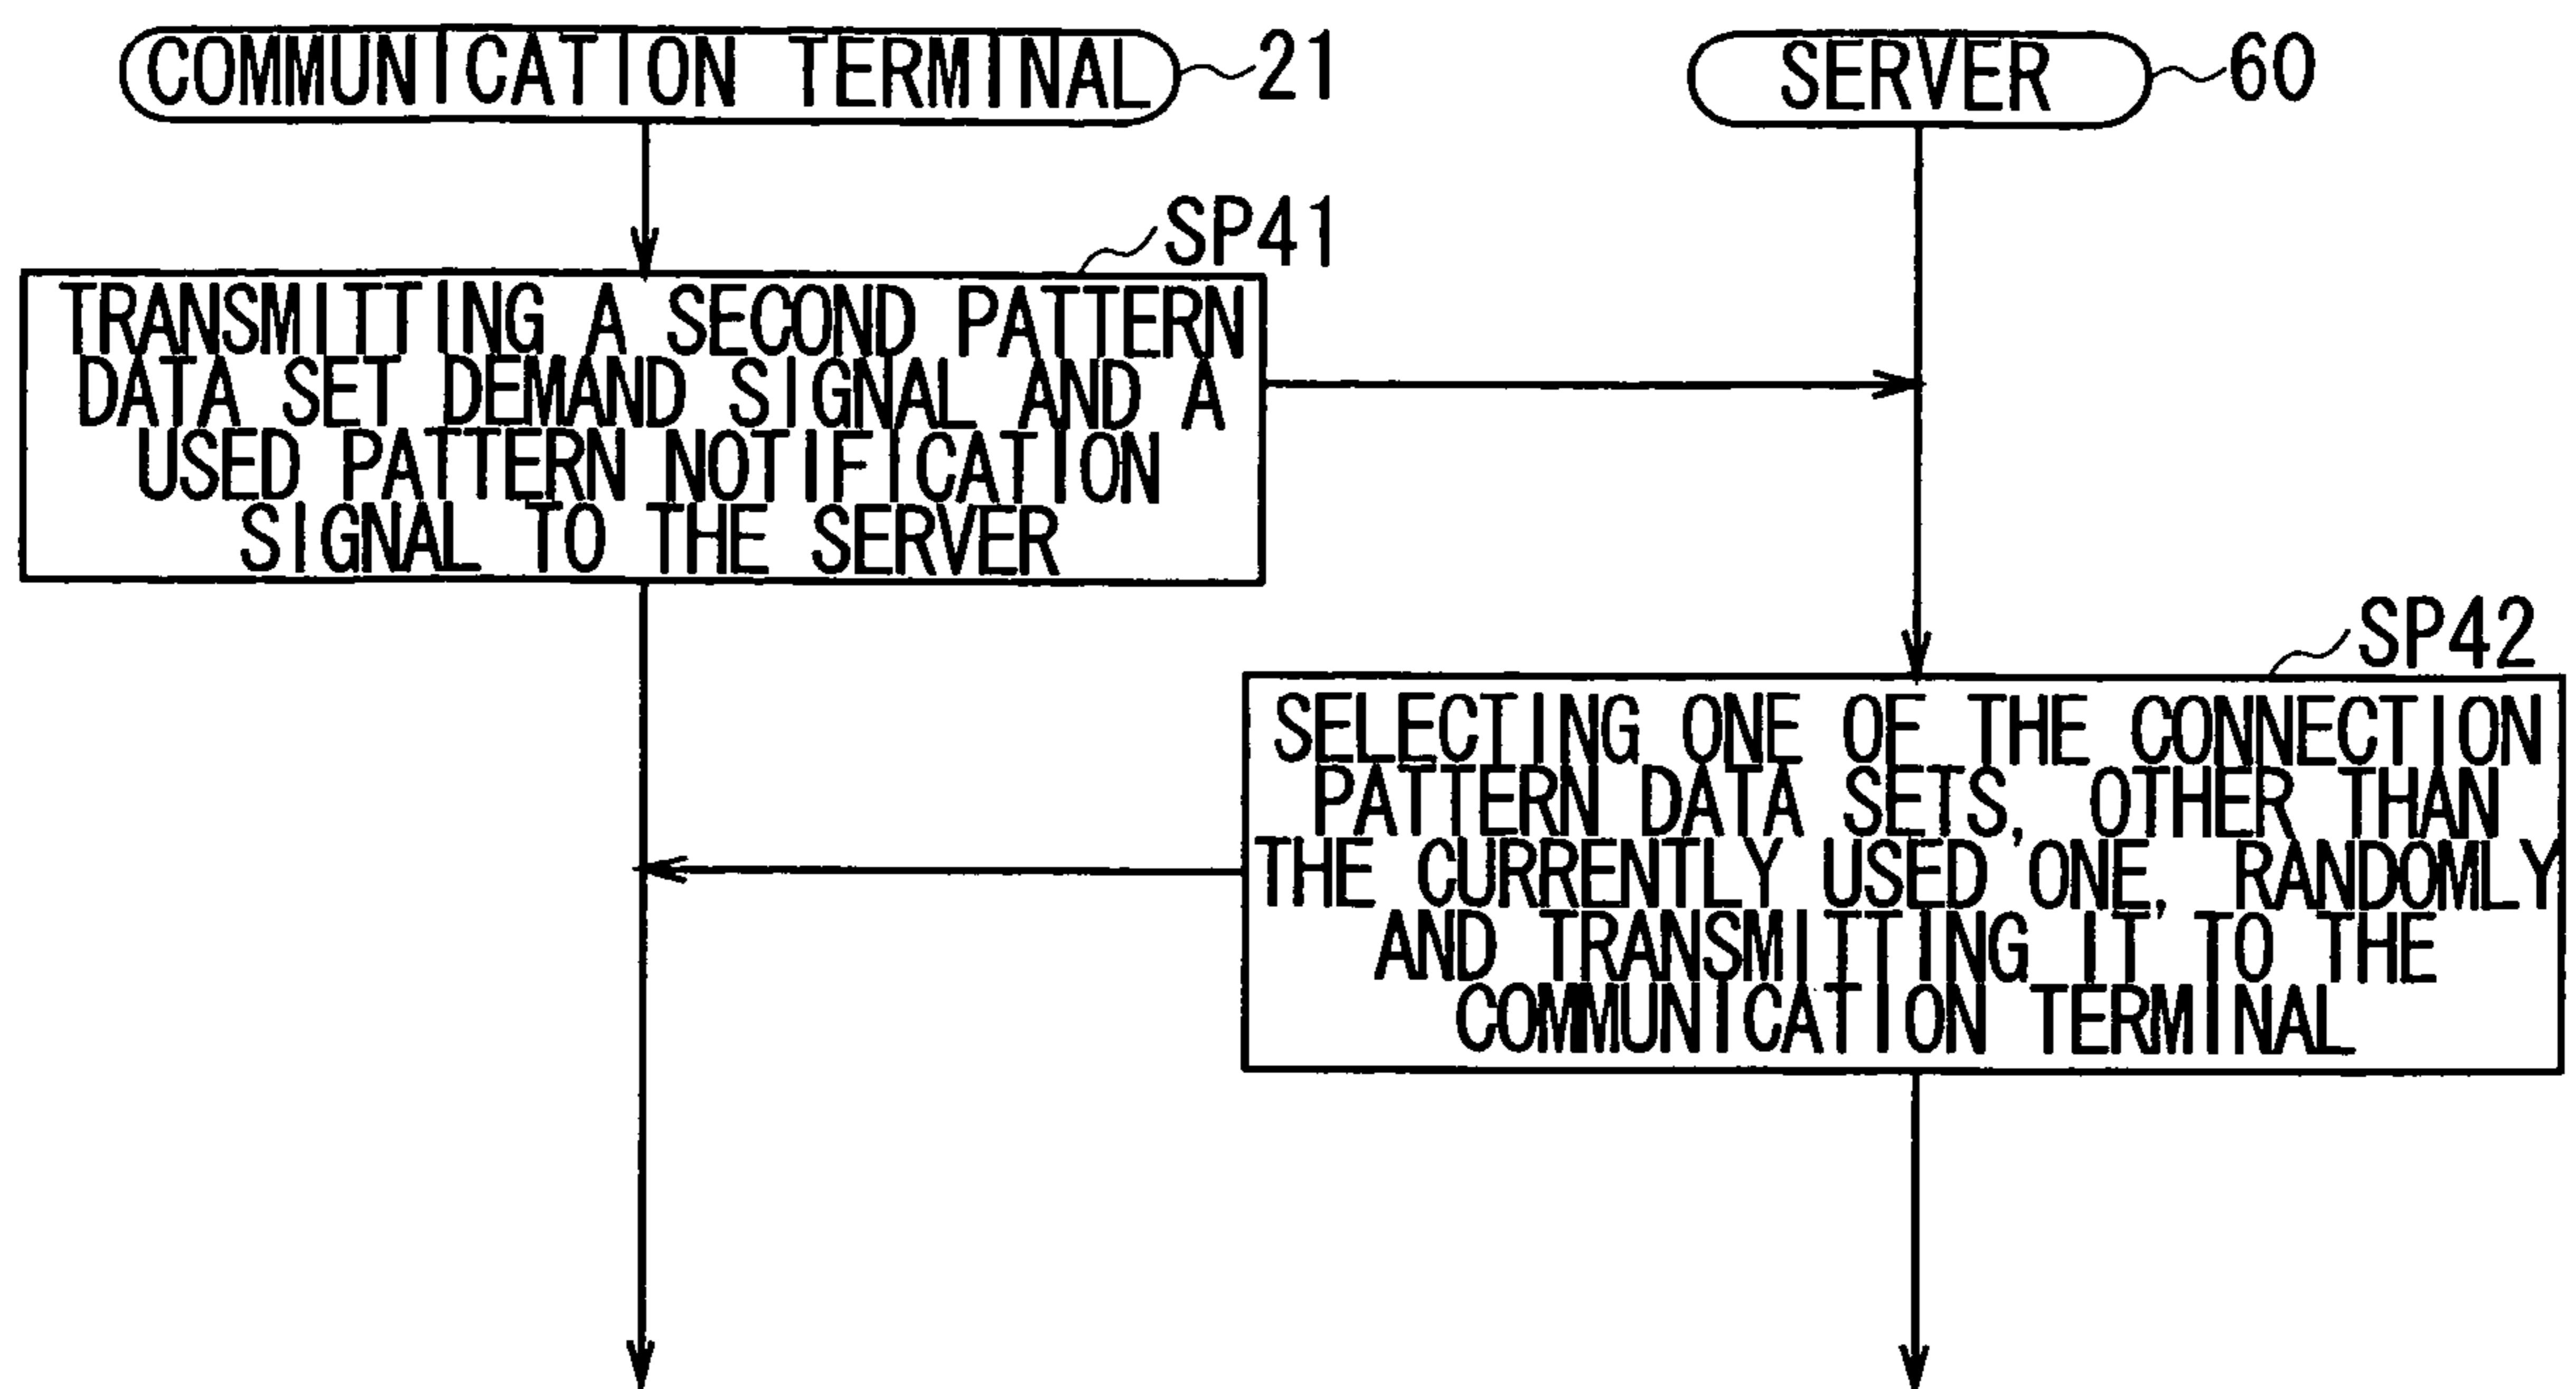 COMMUNICATION TERMINAL
21
SERVER
60
SP41
TRANSMITTING A SECOND PATTERN
DATA SET DEMAND SIGNAL AND A
USED PATTERN NOTIFICATION
SIGNAL TO THE SERVER
SP42
SELECTING ONE OF THE CONNECTION
PATTERN DATA SETS, OTHER THAN
THE CURRENTLY USED ONE, RANDOMLY
AND TRANSMITTING IT TO THE
COMMUNICATION TERMINAL